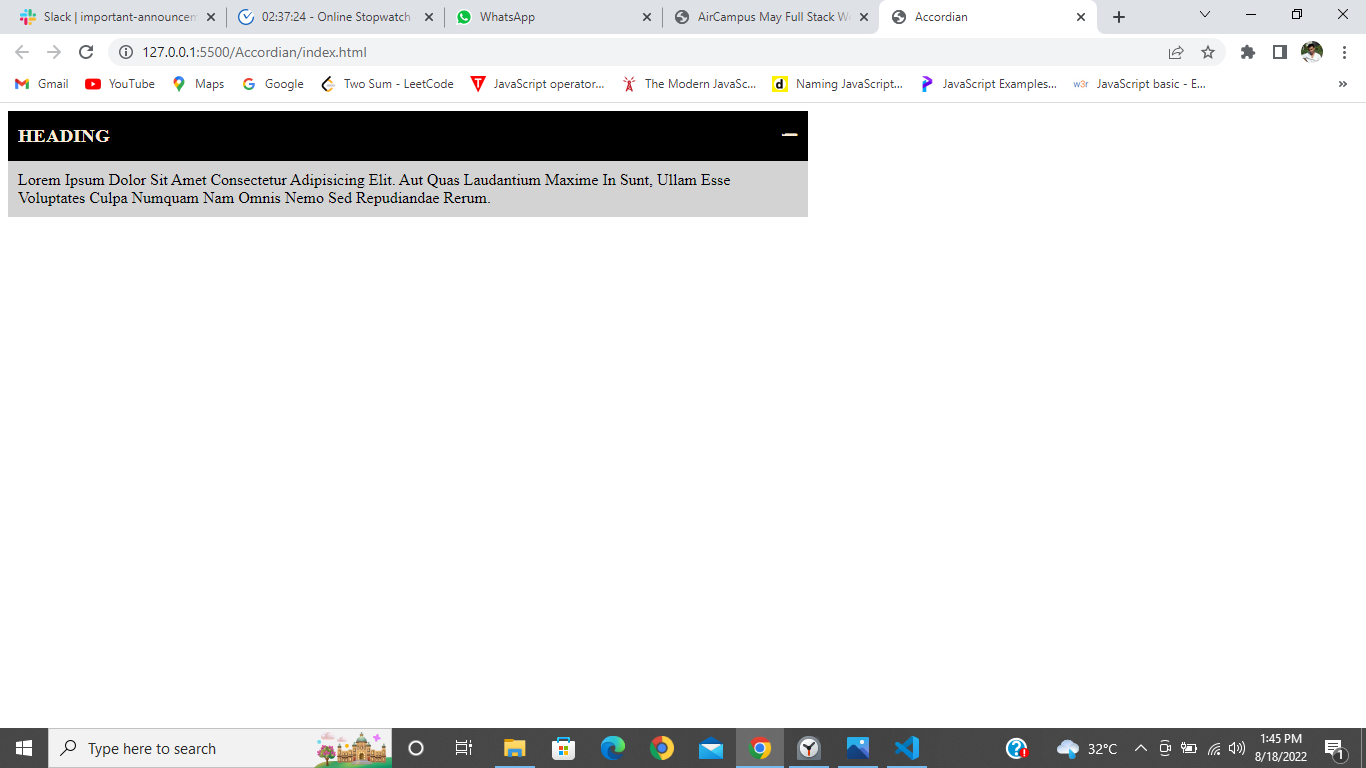 Slack | important-announcen
02:37:24 - Online Stopwatch
WhatsApp
AirCampus May Full Stack W
Accordian
127.0.0.1:5500/Accordian/index.html
Gmail
YouTube
Maps
Google
Two Sum - LeetCode
JavaScript operator...
The Modern JavaSc...
d
Naming JavaScript...
JavaScript Examples...
w3r
JavaScript basic - E...
»
HEADING
Lorem Ipsum Dolor Sit Amet Consectetur Adipisicing Elit. Aut Quas Laudantium Maxime In Sunt, Ullam Esse
Voluptates Culpa Numquam Nam Omnis Nemo Sed Repudiandae Rerum.
Type here to search
32°C
1:45 PM
8/18/2022
1